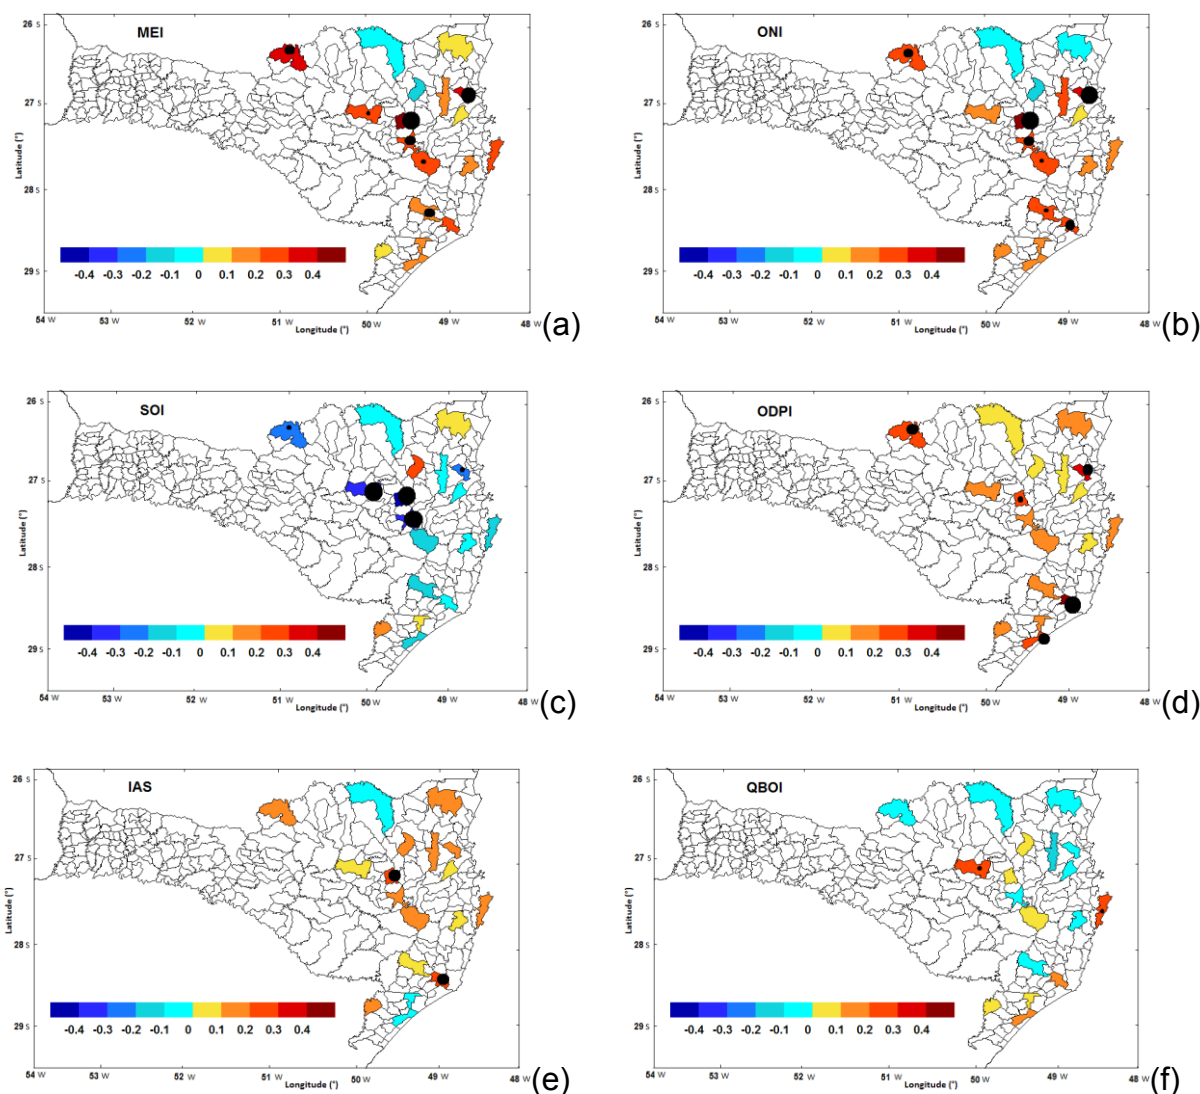 MEI
26 S
27 S
28 S
29 S
Latitude (°)
-0.4 -0.3 -0.2 -0.1 0 0.1 0.2 0.3 0.4
54 W 53 W 52 W 51 W 50 W 49 W 48 W
Longitude (°)
(a)
ONI
26 S
27 S
28 S
29 S
Latitude (°)
-0.4 -0.3 -0.2 -0.1 0 0.1 0.2 0.3 0.4
54 W 53 W 52 W 51 W 50 W 49 W 48 W
Longitude (°)
(b)
SOI
26 S
27 S
28 S
29 S
Latitude (°)
-0.4 -0.3 -0.2 -0.1 0 0.1 0.2 0.3 0.4
54 W 53 W 52 W 51 W 50 W 49 W 48 W
Longitude (°)
(c)
ODPI
26 S
27 S
28 S
29 S
Latitude (°)
-0.4 -0.3 -0.2 -0.1 0 0.1 0.2 0.3 0.4
54 W 53 W 52 W 51 W 50 W 49 W 48 W
Longitude (°)
(d)
IAS
26 S
27 S
28 S
29 S
Latitude (°)
-0.4 -0.3 -0.2 -0.1 0 0.1 0.2 0.3 0.4
54 W 53 W 52 W 51 W 50 W 49 W 48 W
Longitude (°)
(e)
QBOI
26 S
27 S
28 S
29 S
Latitude (°)
-0.4 -0.3 -0.2 -0.1 0 0.1 0.2 0.3 0.4
54 W 53 W 52 W 51 W 50 W 49 W 48 W
Longitude (°)
(f)